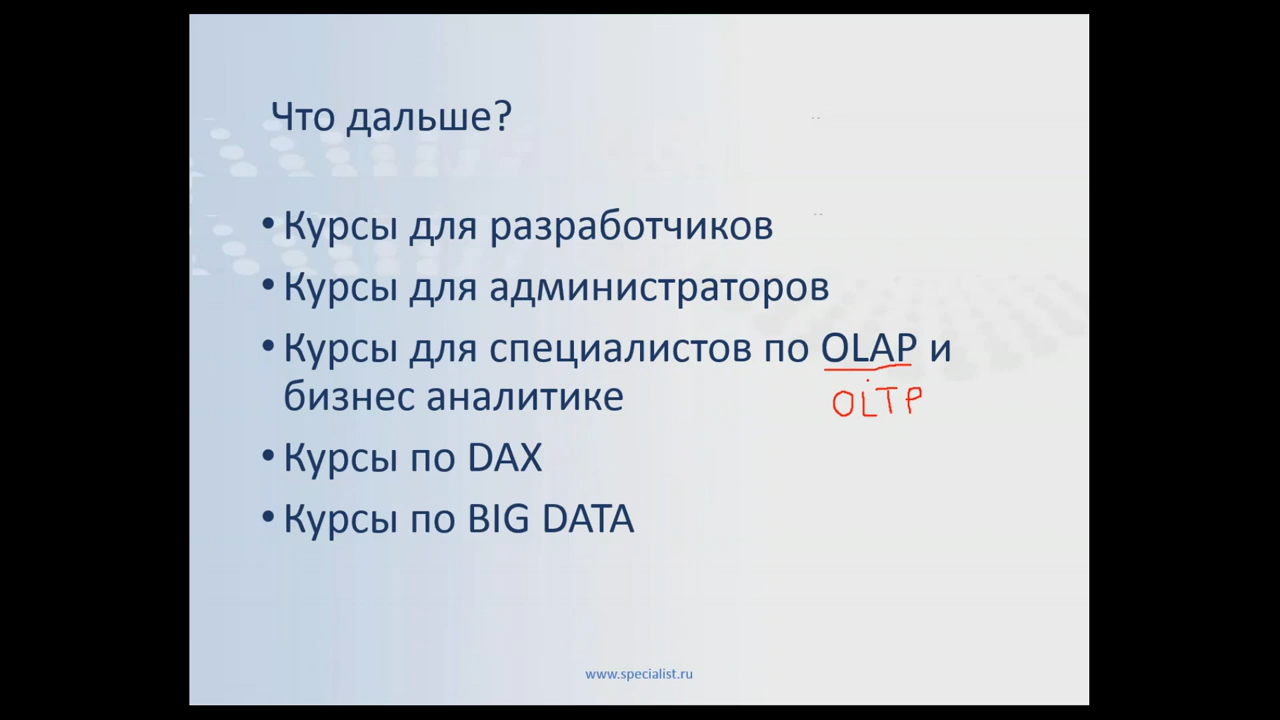 Что дальше?
• Курсы для разработчиков
• Курсы для администраторов
• Курсы для специалистов по OLAP и
бизнес аналитике
OLTP
• Курсы по DAX
• Курсы по BIG DATA
www.specialist.ru